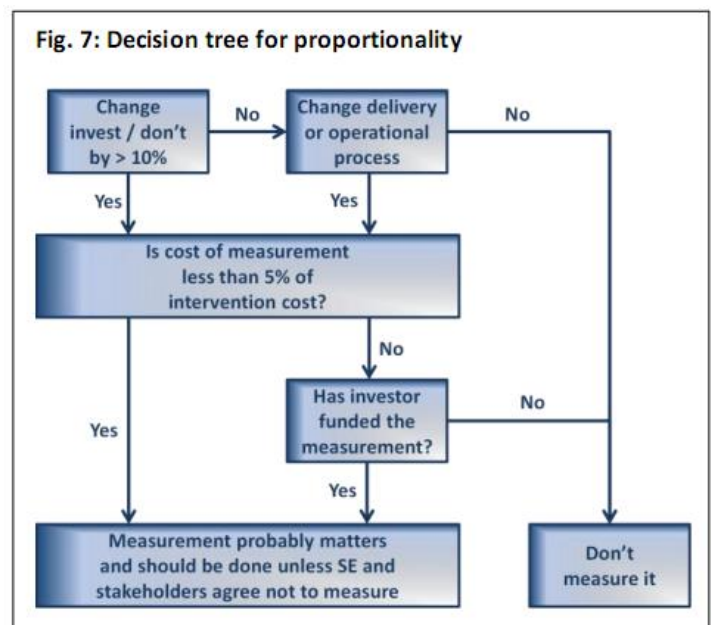 Fig. 7: Decision tree for proportionality
Change
invest / don't
by > 10%
No
Change delivery
or operational
process
No
Yes
Yes
Is cost of measurement
less than 5% of
intervention cost?
No
Yes
Has investor
funded the
measurement?
No
Yes
Measurement probably matters
and should be done unless SE and
stakeholders agree not to measure
Don't
measure it